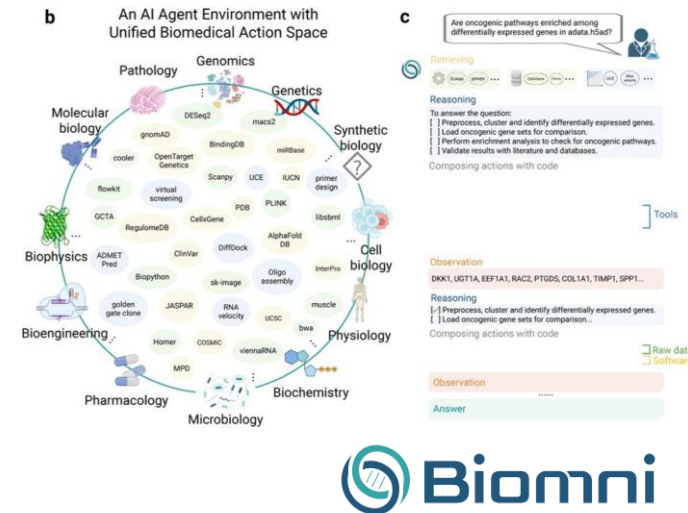 b
An AI Agent Environment with
Unified Biomedical Action Space
Genomics
Pathology
Genetics
Molecular
biology
Synthetic
biology
DESeq2
macs2
gnomAD
BindingDB
miRBase
cooler
OpenTarget
Genetics
Scanpy
UCE
IUCN
primer
design
flowkit
virtual
screening
PDB
PLINK
GCTA
CellxGene
libsbml
RegulomeDB
AlphaFold
DB
Biophysics
Cell
biology
ADMET
Pred
ClinVar
DiffDock
InterPro
Biopython
sk-image
Oligo
assembly
golden
gate clone
JASPAR
RNA
velocity
UCSC
muscle
bwa
Bioengineering
Physiology
Homer
COSMIC
viennaRNA
MPD
Pharmacology
Microbiology
Biochemistry
?
c
Are oncogenic pathways enriched among
differentially expressed genes in adata.h5ad?
Retrieving
Scanpy
UCE
Reasoning
To answer the question:
[ ] Preprocess, cluster and identify differentially expressed genes.
[ ] Load oncogenic gene sets for comparison.
[ ] Perform enrichment analysis to check for oncogenic pathways.
[ ] Validate results with literature and databases.
Composing actions with code
Tools
Observation
DKK1, UGT1A, EEF1A1, RAC2, PTGDS, COL1A1, TIMP1, SPP1...
Reasoning
[✓] Preprocess, cluster and identify differentially expressed genes.
[ ] Load oncogenic gene sets for comparison...
Composing actions with code
Raw dat
Software
Observation
......
Answer
Biomni